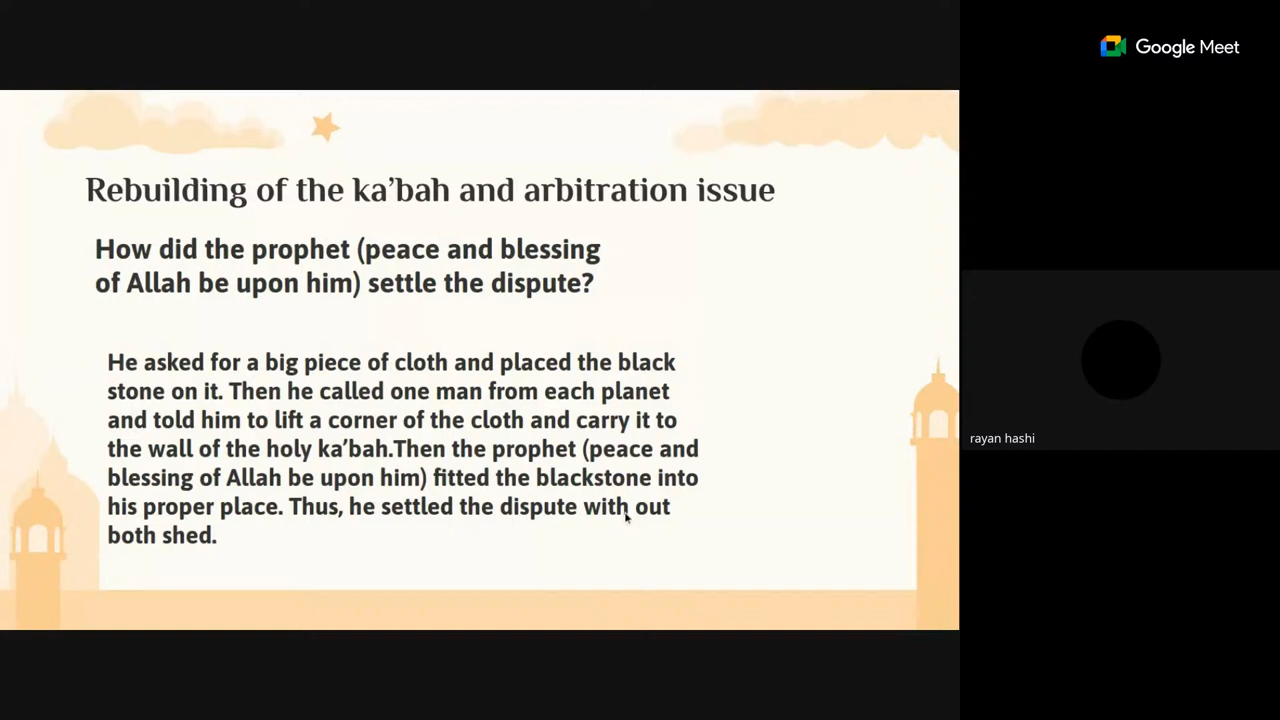 Google Meet
Rebuilding of the ka’bah and arbitration issue
How did the prophet (peace and blessing
of Allah be upon him) settle the dispute?
He asked for a big piece of cloth and placed the black
stone on it. Then he called one man from each planet
and told him to lift a corner of the cloth and carry it to
the wall of the holy ka’bah.Then the prophet (peace and
blessing of Allah be upon him) fitted the blackstone into
his proper place. Thus, he settled the dispute with out
both shed.
rayan hashi